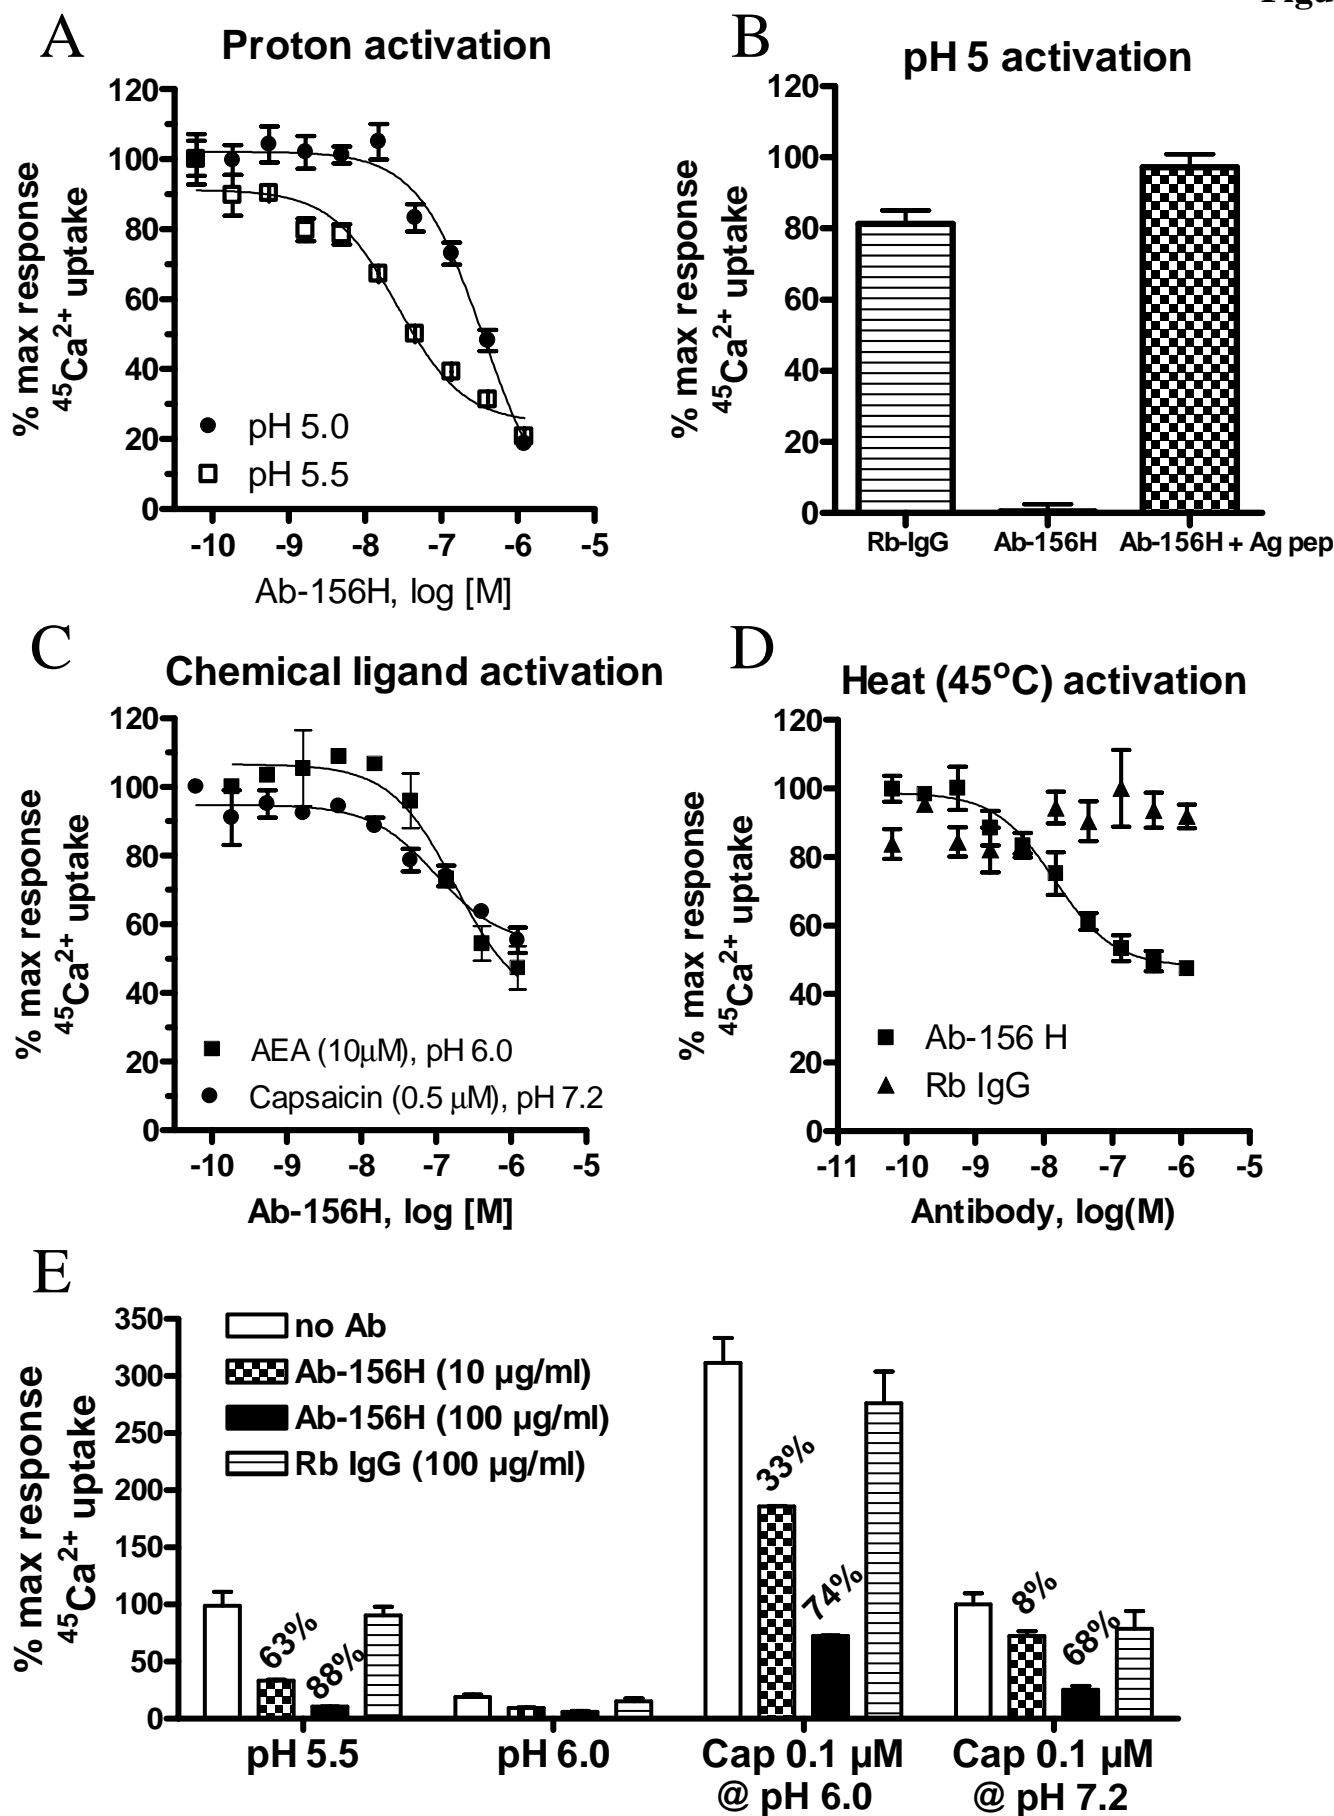 Figu
A
Proton activation
% max response
⁴⁵Ca²⁺ uptake
120
100
80
60
40
20
0
pH 5.0
pH 5.5
-10 -9 -8 -7 -6 -5
Ab-156H, log [M]
B
pH 5 activation
% max response
⁴⁵Ca²⁺ uptake
120
100
80
60
40
20
0
Rb-IgG Ab-156H Ab-156H + Ag pep
C
Chemical ligand activation
% max response
⁴⁵Ca²⁺ uptake
120
100
80
60
40
20
0
AEA (10μM), pH 6.0
Capsaicin (0.5 μM), pH 7.2
-10 -9 -8 -7 -6 -5
Ab-156H, log [M]
D
Heat (45°C) activation
% max response
⁴⁵Ca²⁺ uptake
120
100
80
60
40
20
0
Ab-156 H
Rb IgG
-11 -10 -9 -8 -7 -6 -5
Antibody, log(M)
E
% max response
⁴⁵Ca²⁺ uptake
350
300
250
200
150
100
50
0
no Ab
Ab-156H (10 μg/ml)
Ab-156H (100 μg/ml)
Rb IgG (100 μg/ml)
63%
88%
33%
74%
8%
68%
pH 5.5
pH 6.0
Cap 0.1 μM
@ pH 6.0
Cap 0.1 μM
@ pH 7.2